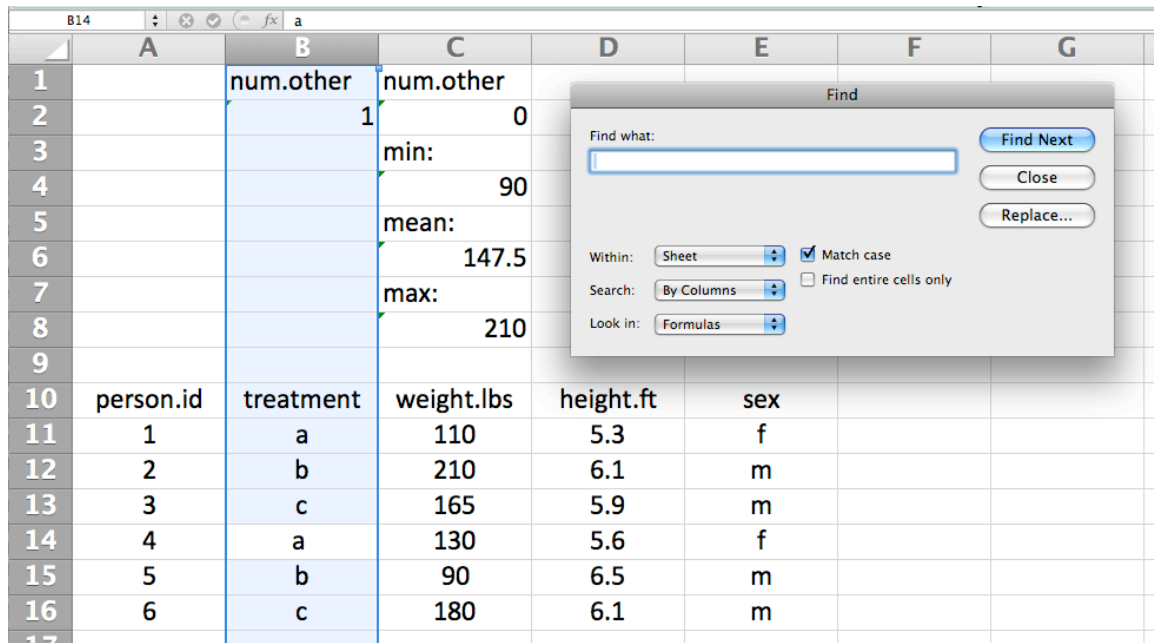 B14 fx a
A B C D E F G
1 num.other num.other
2 1 0
3 min:
4 90
5 mean:
6 147.5
7 max:
8 210
9
10 person.id treatment weight.lbs height.ft sex
11 1 a 110 5.3 f
12 2 b 210 6.1 m
13 3 c 165 5.9 m
14 4 a 130 5.6 f
15 5 b 90 6.5 m
16 6 c 180 6.1 m
17
Find
Find what:
Find Next
Close
Replace...
Within: Sheet Match case
Find entire cells only
Search: By Columns
Look in: Formulas